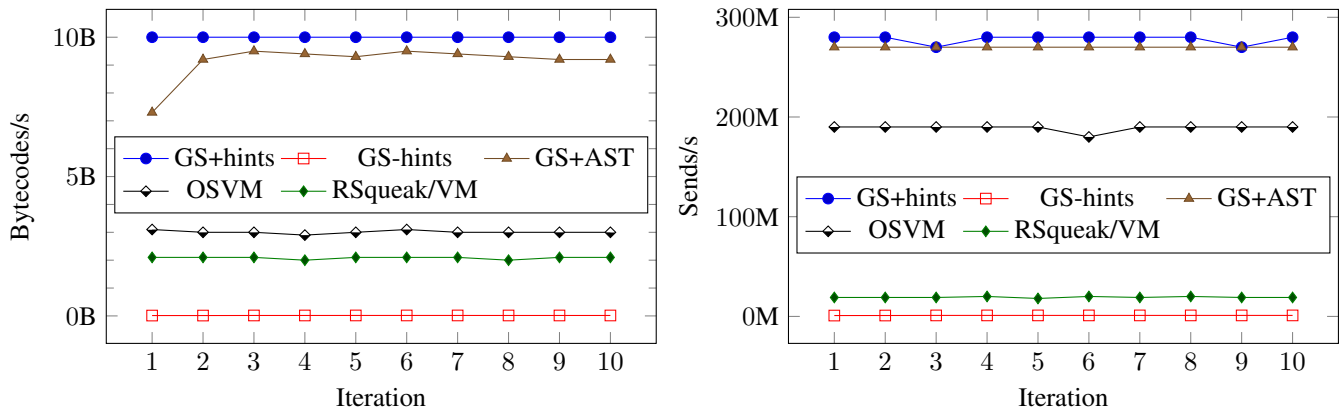 10B
5B
0B
Bytecodes/s
GS+hints GS-hints GS+AST
OSVM RSqueak/VM
1 2 3 4 5 6 7 8 9 10
Iteration
300M
200M
100M
0M
Sends/s
GS+hints GS-hints GS+AST
OSVM RSqueak/VM
1 2 3 4 5 6 7 8 9 10
Iteration